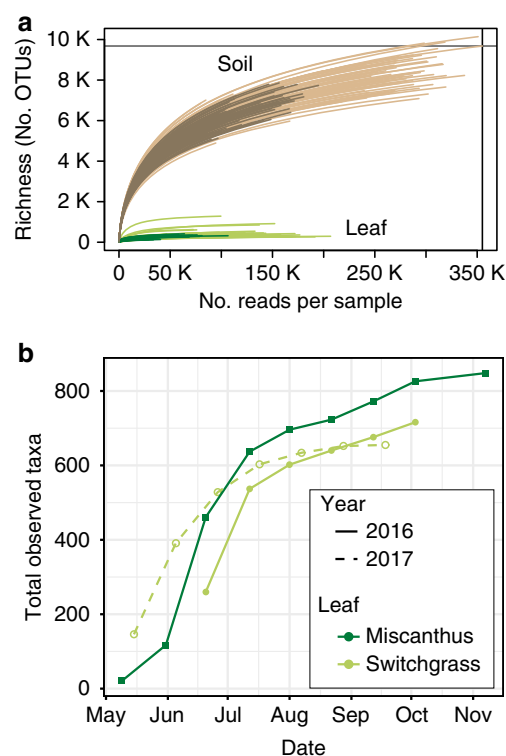 a
Richness (No. OTUs)
10 K
8 K
6 K
4 K
2 K
0
Soil
Leaf
0 50 K 150 K 250 K 350 K
No. reads per sample
b
Total observed taxa
800
600
400
200
0
Year
2016
2017
Leaf
Miscanthus
Switchgrass
May Jun Jul Aug Sep Oct Nov
Date